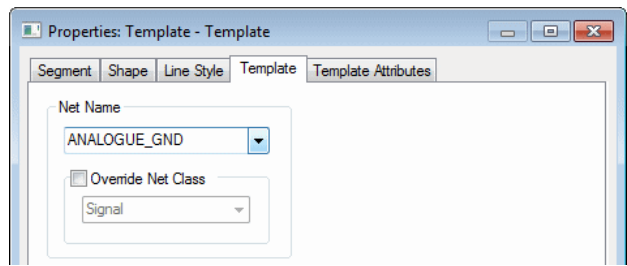 Properties: Template - Template
Segment Shape Line Style Template Template Attributes
Net Name
ANALOGUE_GND
Override Net Class
Signal